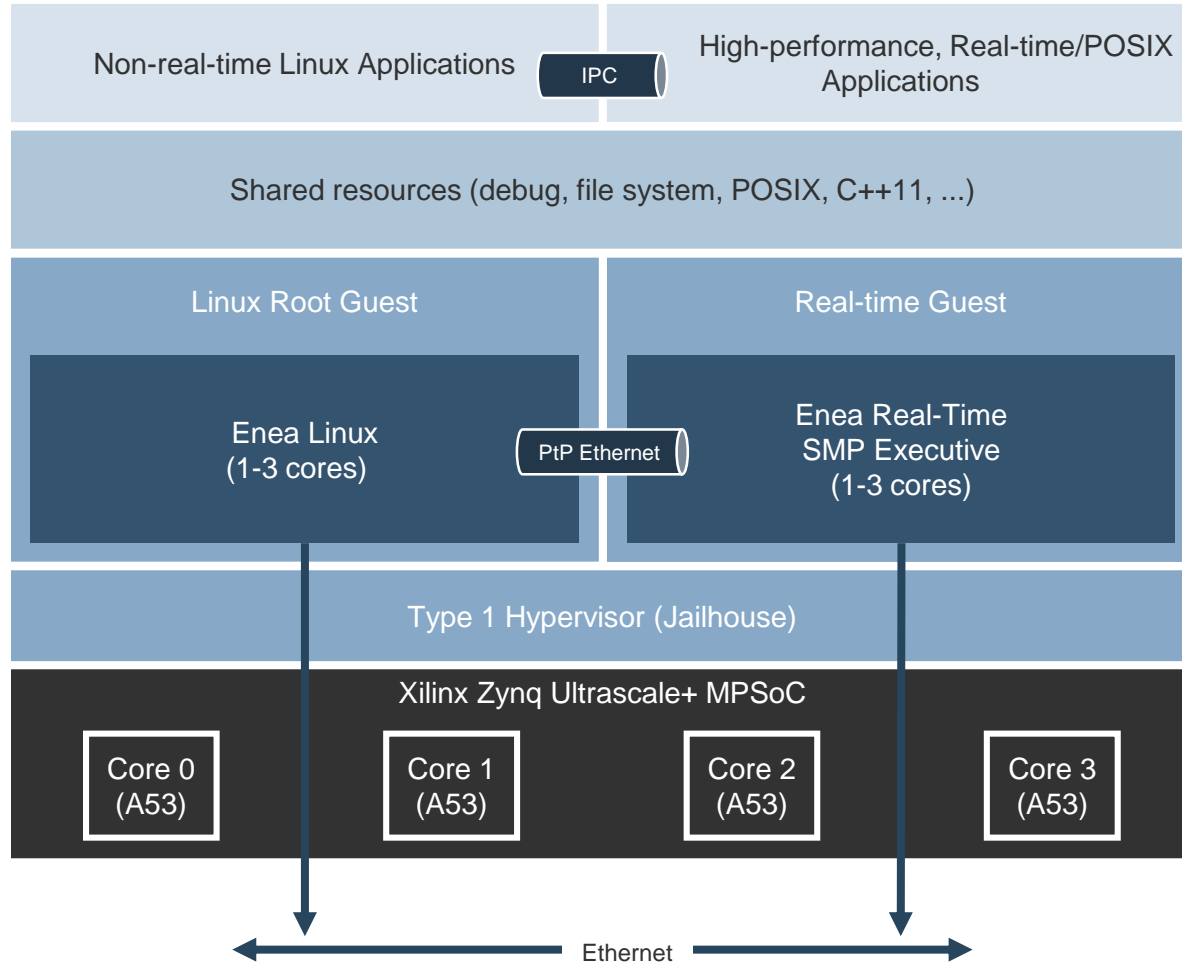 Non-real-time Linux Applications
IPC
High-performance, Real-time/POSIX
Applications
Shared resources (debug, file system, POSIX, C++11, ...)
Linux Root Guest
Real-time Guest
Enea Linux
(1-3 cores)
PtP Ethernet
Enea Real-Time
SMP Executive
(1-3 cores)
Type 1 Hypervisor (Jailhouse)
Xilinx Zynq Ultrascale+ MPSoC
Core 0
(A53)
Core 1
(A53)
Core 2
(A53)
Core 3
(A53)
Ethernet